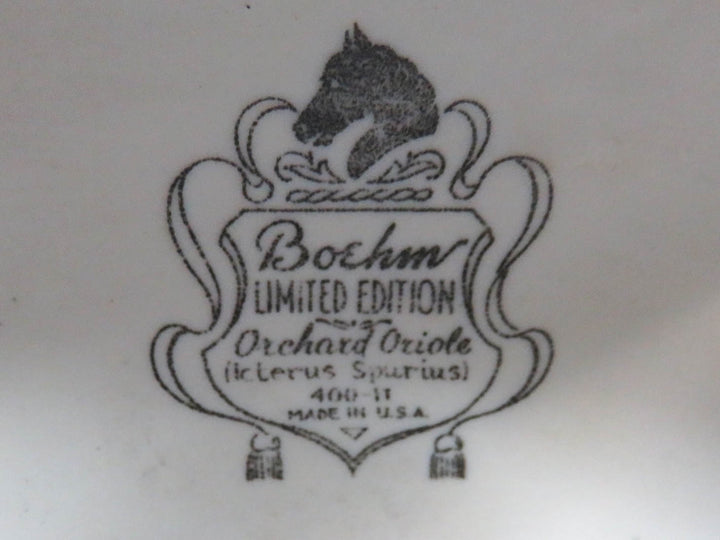 Boehm
LIMITED EDITION
Orchard Oriole
(Icterus Spurius)
400-11
MADE IN U.S.A.